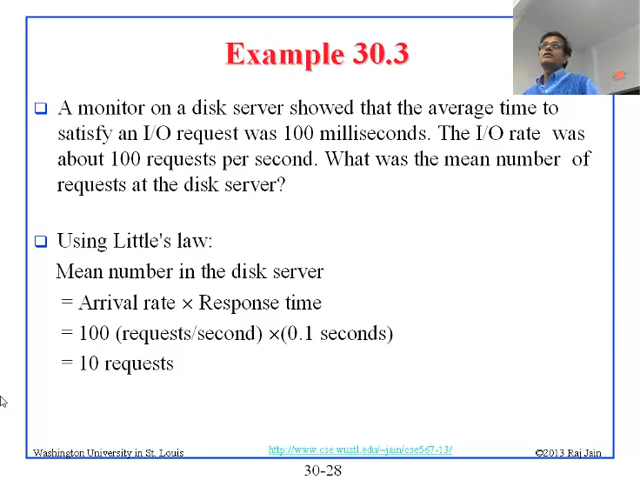 Example 30.3
❑ A monitor on a disk server showed that the average time to
satisfy an I/O request was 100 milliseconds. The I/O rate was
about 100 requests per second. What was the mean number of
requests at the disk server?
❑ Using Little's law:
Mean number in the disk server
= Arrival rate × Response time
= 100 (requests/second) ×(0.1 seconds)
= 10 requests
Washington University in St. Louis
http://www.cse.wustl.edu/~jain/cse567-13/
©2013 Raj Jain
30-28